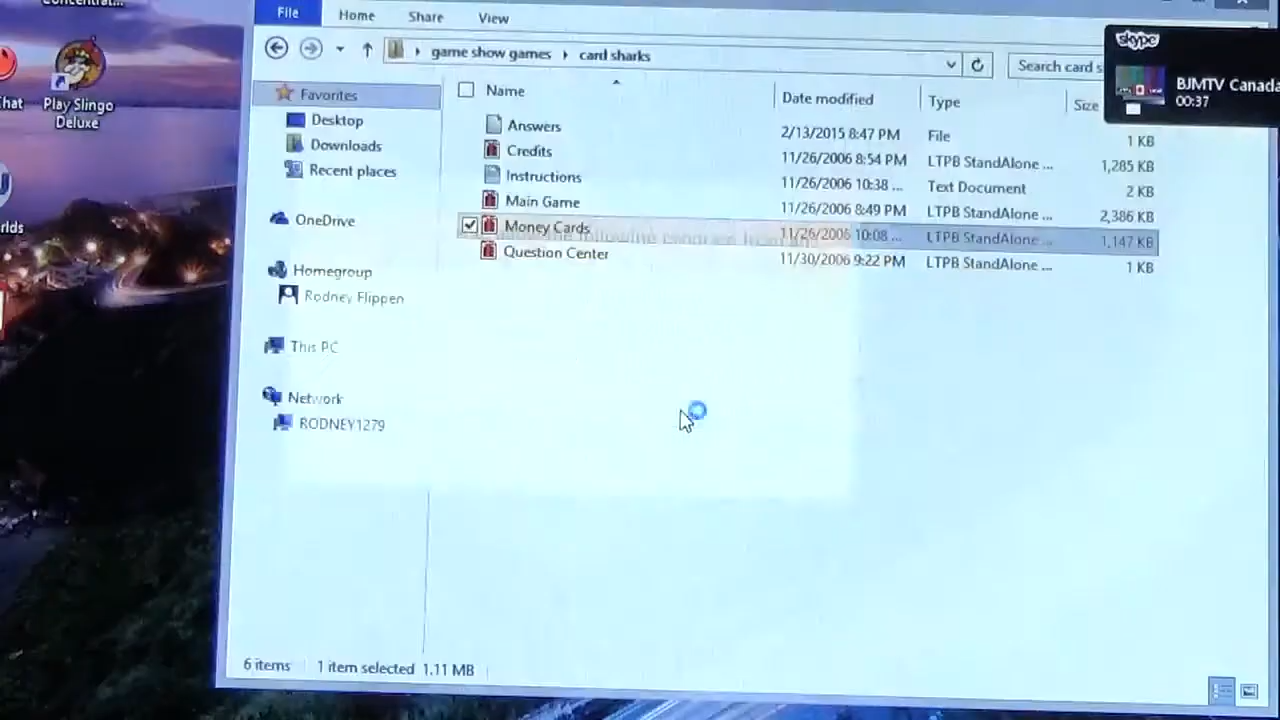 Concentrat...
File
Home
Share
View
skype
BJMTV Canada
00:37
game show games
card sharks
Search card s
hat
Play Slingo
Deluxe
rlds
Favorites
Desktop
Downloads
Recent places
OneDrive
Homegroup
Rodney Flippen
This PC
Network
RODNEY1279
Name
Date modified
Type
Size
Answers
2/13/2015 8:47 PM
File
1 KB
Credits
11/26/2006 8:54 PM
LTPB StandAlone ...
1,285 KB
Instructions
11/26/2006 10:38 ...
Text Document
2 KB
Main Game
11/26/2006 8:49 PM
LTPB StandAlone ...
2,386 KB
Money Cards
11/26/2006 10:08 ...
LTPB StandAlone ...
1,147 KB
following program from
Question Center
11/30/2006 9:22 PM
LTPB StandAlone ...
1 KB
6 items
1 item selected 1.11 MB